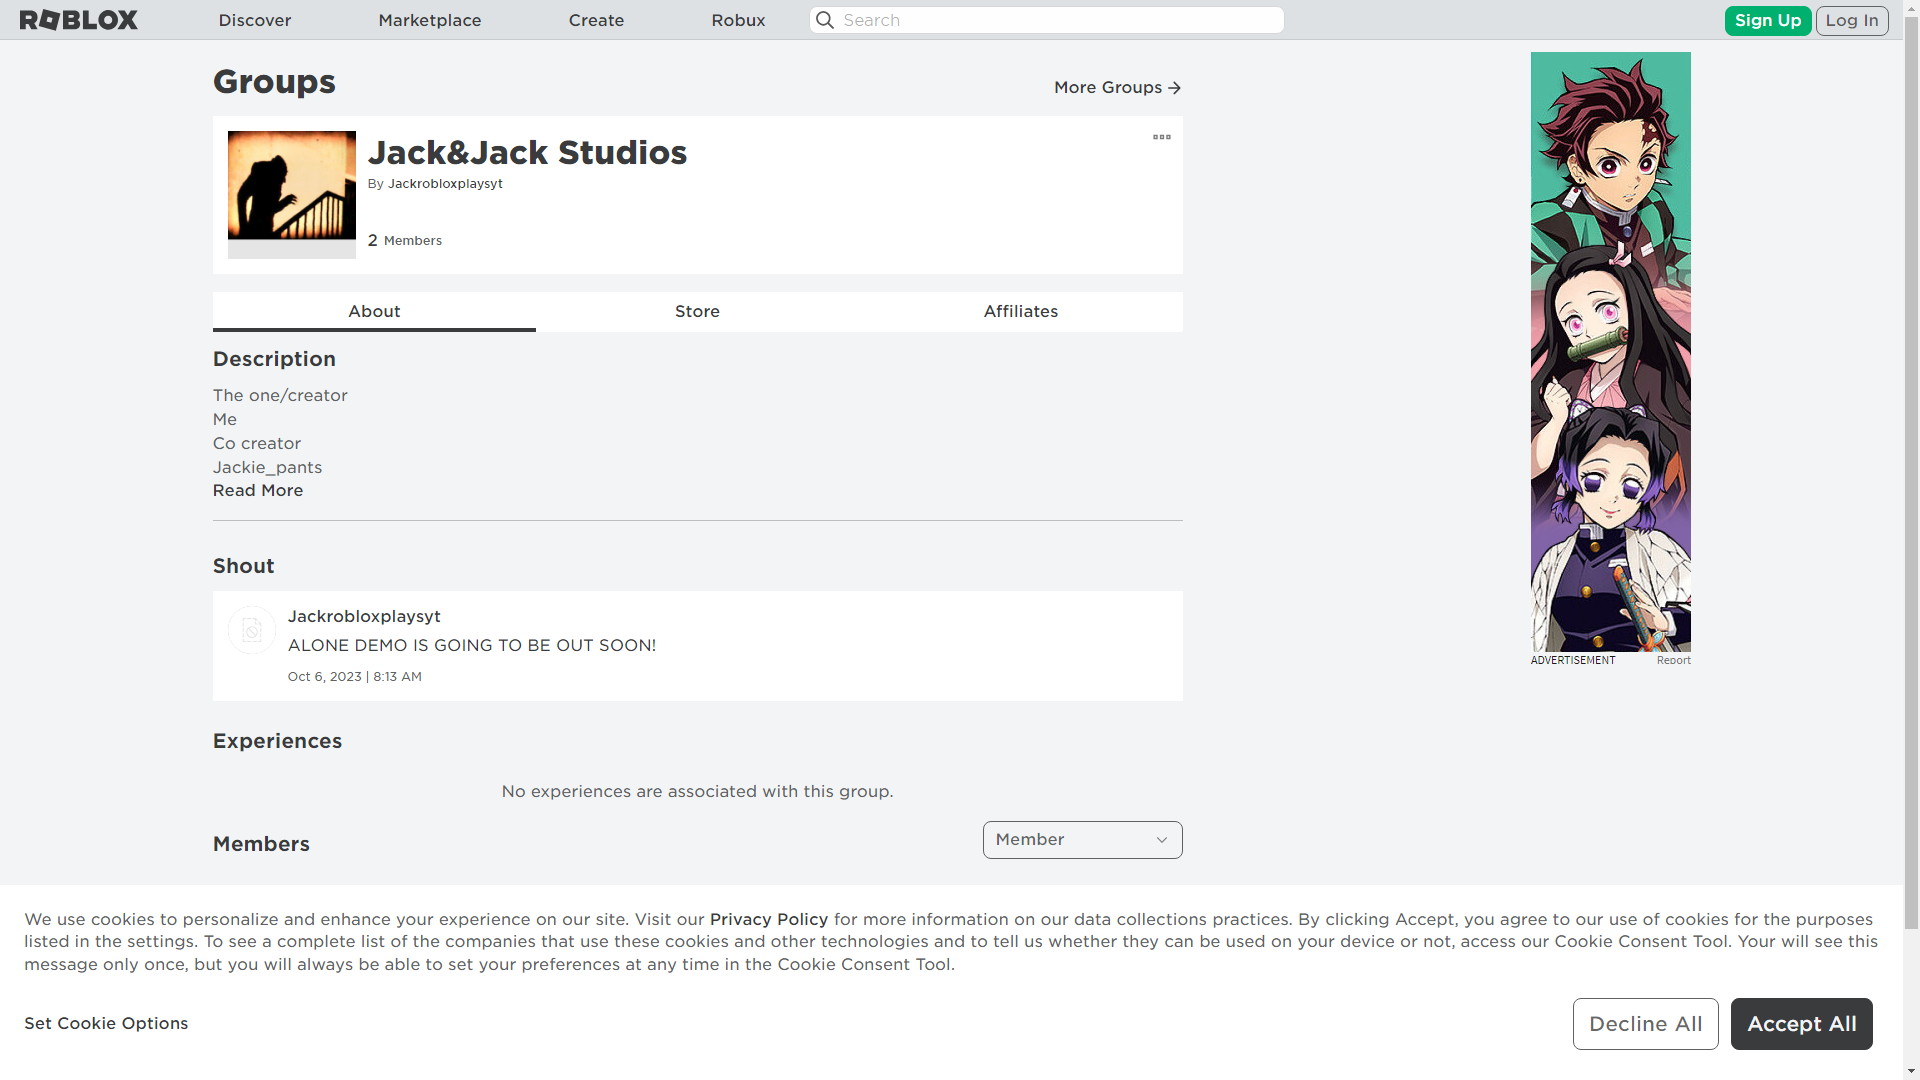 ROBLOX
Discover
Marketplace
Create
Robux
Search
Sign Up
Log In
Groups
More Groups
Jack&Jack Studios
By Jackrobloxplaysyt
2 Members
About
Store
Affiliates
Description
The one/creator
Me
Co creator
Jackie_pants
Read More
Shout
Jackrobloxplaysyt
ALONE DEMO IS GOING TO BE OUT SOON!
Oct 6, 2023 | 8:13 AM
Experiences
No experiences are associated with this group.
Members
Member
ADVERTISEMENT
Report
We use cookies to personalize and enhance your experience on our site. Visit our Privacy Policy for more information on our data collections practices. By clicking Accept, you agree to our use of cookies for the purposes
listed in the settings. To see a complete list of the companies that use these cookies and other technologies and to tell us whether they can be used on your device or not, access our Cookie Consent Tool. Your will see this
message only once, but you will always be able to set your preferences at any time in the Cookie Consent Tool.
Set Cookie Options
Decline All
Accept All